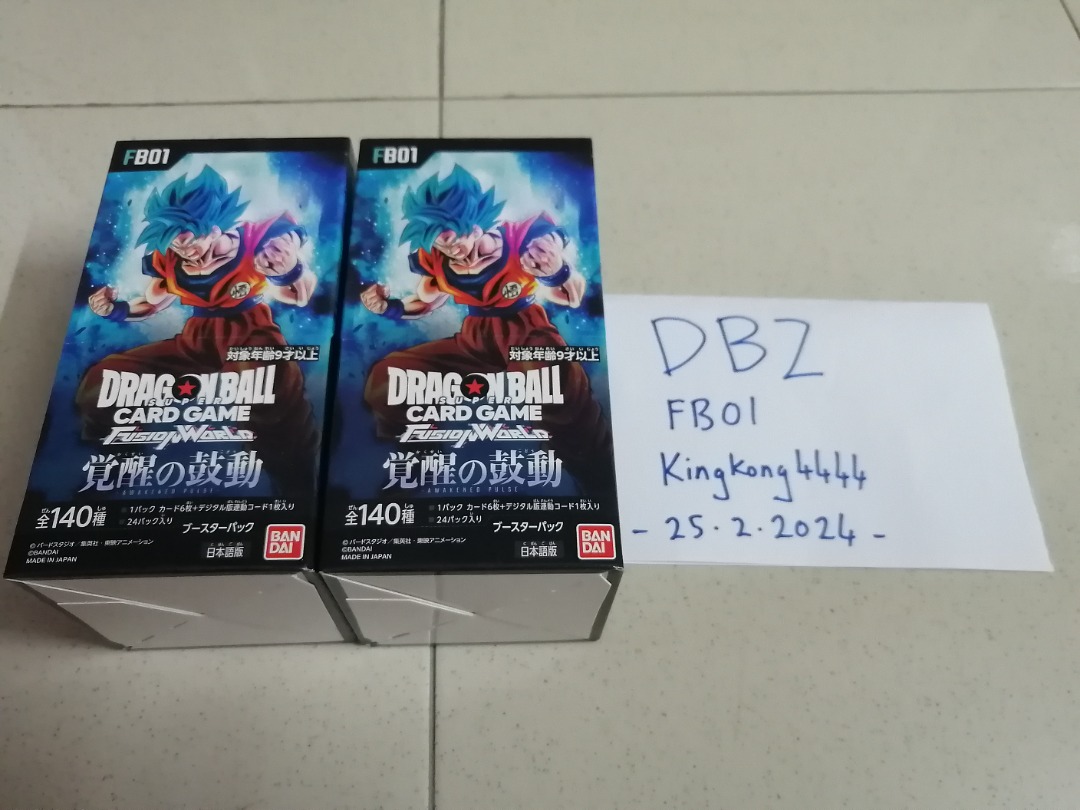 FB01
対象年齢9才以上
DRAGON BALL
SUPER
CARD GAME
FUSION WORLD
覚醒の鼓動
AWAKENED PULSE
全140種
1パック カード6枚+デジタル版連動コード1枚入り
24パック入り
ブースターパック
©バードスタジオ/集英社・東映アニメーション
©BANDAI
MADE IN JAPAN
日本語版
BAN
DAI
FB01
対象年齢9才以上
DRAGON BALL
SUPER
CARD GAME
FUSION WORLD
覚醒の鼓動
AWAKENED PULSE
全140種
1パック カード6枚+デジタル版連動コード1枚入り
24パック入り
ブースターパック
©バードスタジオ/集英社・東映アニメーション
©BANDAI
MADE IN JAPAN
日本語版
BAN
DAI
DBZ
FB01
Kingkong4444
- 25.2.2024 -